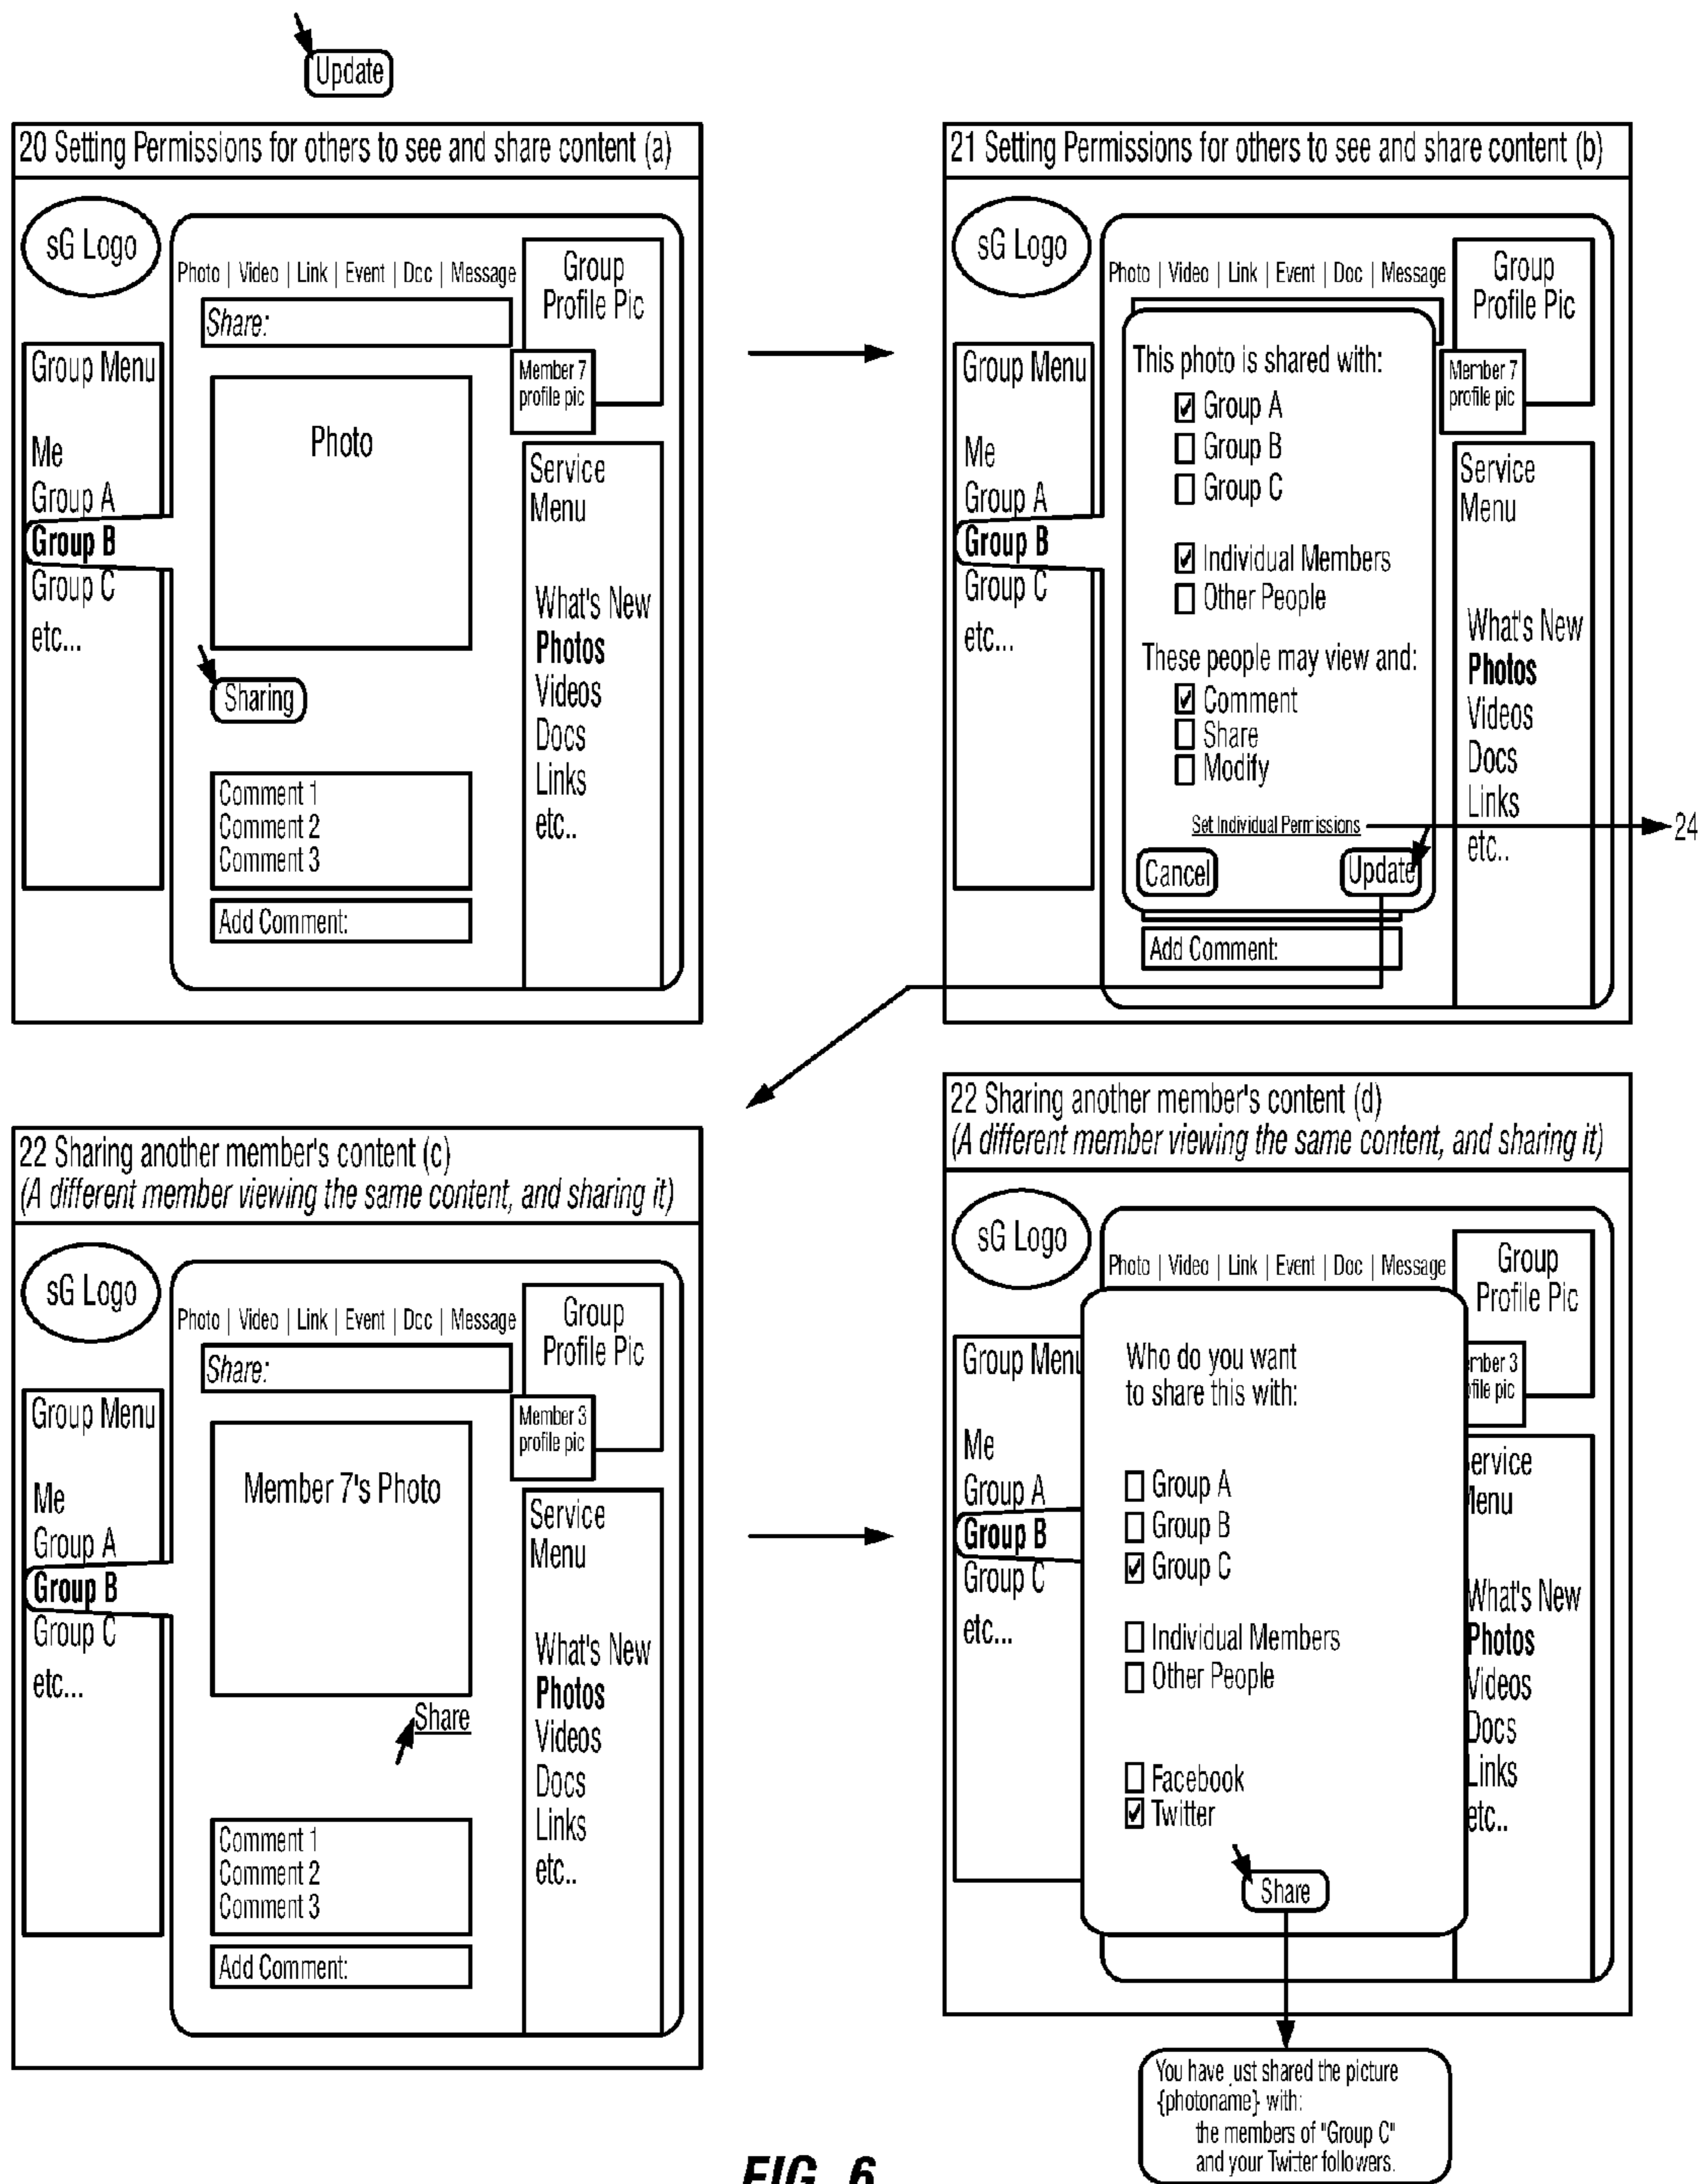 Update
20 Setting Permissions for others to see and share content (a)
sG Logo
Photo | Video | Link | Event | Doc | Message
Share:
Group
Profile Pic
Member 7
profile pic
Group Menu
Me
Group A
Group B
Group C
etc...
Photo
Sharing
Comment 1
Comment 2
Comment 3
Add Comment:
Service
Menu
What's New
Photos
Videos
Docs
Links
etc..
21 Setting Permissions for others to see and share content (b)
sG Logo
Photo | Video | Link | Event | Doc | Message
Group
Profile Pic
Member 7
profile pic
Group Menu
Me
Group A
Group B
Group C
etc...
This photo is shared with:
Group A
Group B
Group C
Individual Members
Other People
These people may view and:
Comment
Share
Modify
Set Individual Permissions
24
Cancel
Update
Add Comment:
Service
Menu
What's New
Photos
Videos
Docs
Links
etc..
22 Sharing another member's content (c)
(A different member viewing the same content, and sharing it)
sG Logo
Photo | Video | Link | Event | Doc | Message
Share:
Group
Profile Pic
Member 3
profile pic
Group Menu
Me
Group A
Group B
Group C
etc...
Member 7's Photo
Share
Comment 1
Comment 2
Comment 3
Add Comment:
Service
Menu
What's New
Photos
Videos
Docs
Links
etc..
22 Sharing another member's content (d)
(A different member viewing the same content, and sharing it)
sG Logo
Photo | Video | Link | Event | Doc | Message
Group
Profile Pic
mber 3
file pic
Group Menu
Me
Group A
Group B
Group C
etc...
Who do you want
to share this with:
Group A
Group B
Group C
Individual Members
Other People
Facebook
Twitter
Share
ervice
Menu
What's New
Photos
Videos
Docs
Links
etc..
You have just shared the picture
{photoname} with:
the members of "Group C"
and your Twitter followers.
FIG. 6